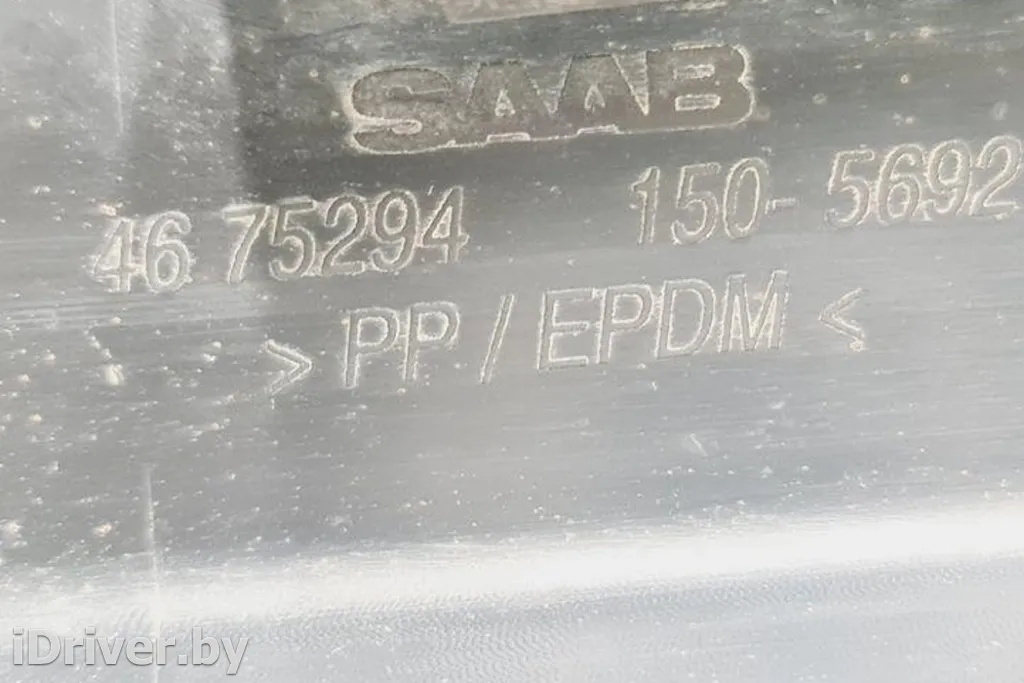 SAAB
46 75294 150-5692
> PP / EPDM <
iDriver.by